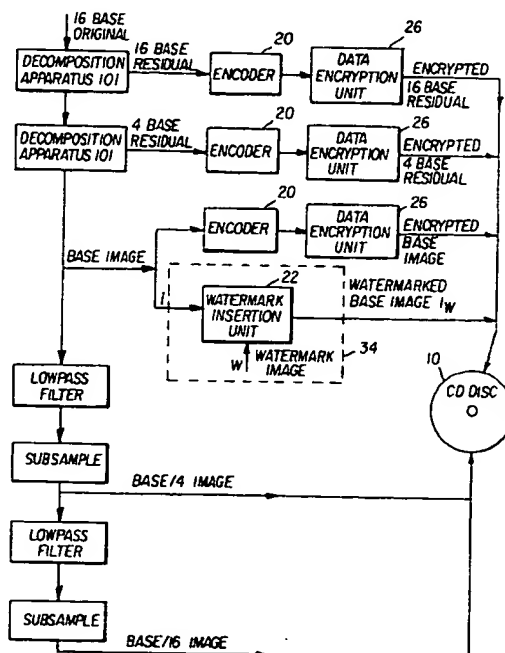 16 BASE
ORIGINAL
DECOMPOSITION
APPARATUS 101
16 BASE
RESIDUAL
20
ENCODER
26
DATA
ENCRYPTION
UNIT
ENCRYPTED
16 BASE
RESIDUAL
DECOMPOSITION
APPARATUS 101
4 BASE
RESIDUAL
20
ENCODER
26
DATA
ENCRYPTION
UNIT
ENCRYPTED
4 BASE
RESIDUAL
BASE IMAGE
20
ENCODER
26
DATA
ENCRYPTION
UNIT
ENCRYPTED
BASE
IMAGE
i
22
WATERMARK
INSERTION
UNIT
WATERMARKED
BASE IMAGE iw
W
WATERMARK
IMAGE
34
10
CD DISC
LOWPASS
FILTER
SUBSAMPLE
BASE/4 IMAGE
LOWPASS
FILTER
SUBSAMPLE
BASE/16 IMAGE